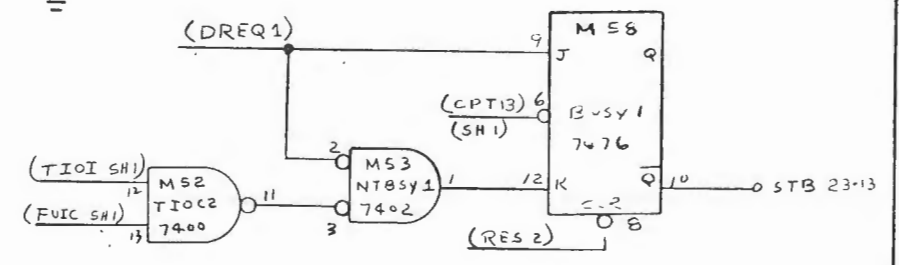 M58
(DREQ1)
9
J
Q
(CPT13)
6
(SH1)
BUSY1
7476
2
M53
NTBSY1
7402
1
12
K
Q
10
STB 23-13
(TIOI SH1)
12
M52
TIOC2
7400
11
3
(FUIC SH1)
13
8
(RES 2)